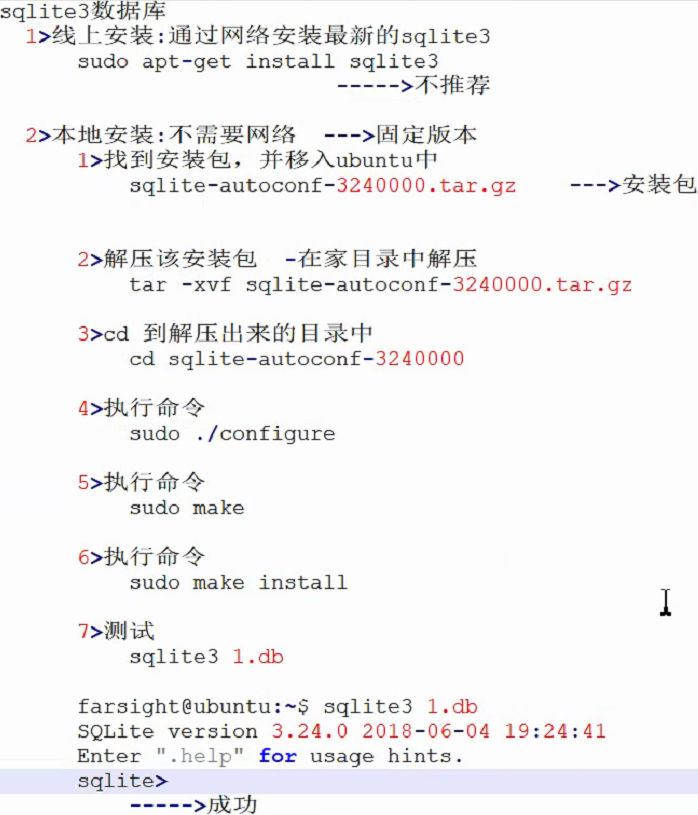 sqlite3数据库
1>线上安装:通过网络安装最新的sqlite3
sudo apt-get install sqlite3
----->不推荐
2>本地安装:不需要网络 --->固定版本
1>找到安装包，并移入ubuntu中
sqlite-autoconf-3240000.tar.gz --->安装包
2>解压该安装包 -在家目录中解压
tar -xvf sqlite-autoconf-3240000.tar.gz
3>cd 到解压出来的目录中
cd sqlite-autoconf-3240000
4>执行命令
sudo ./configure
5>执行命令
sudo make
6>执行命令
sudo make install
7>测试
sqlite3 1.db
farsight@ubuntu:~$ sqlite3 1.db
SQLite version 3.24.0 2018-06-04 19:24:41
Enter ".help" for usage hints.
sqlite>
----->成功